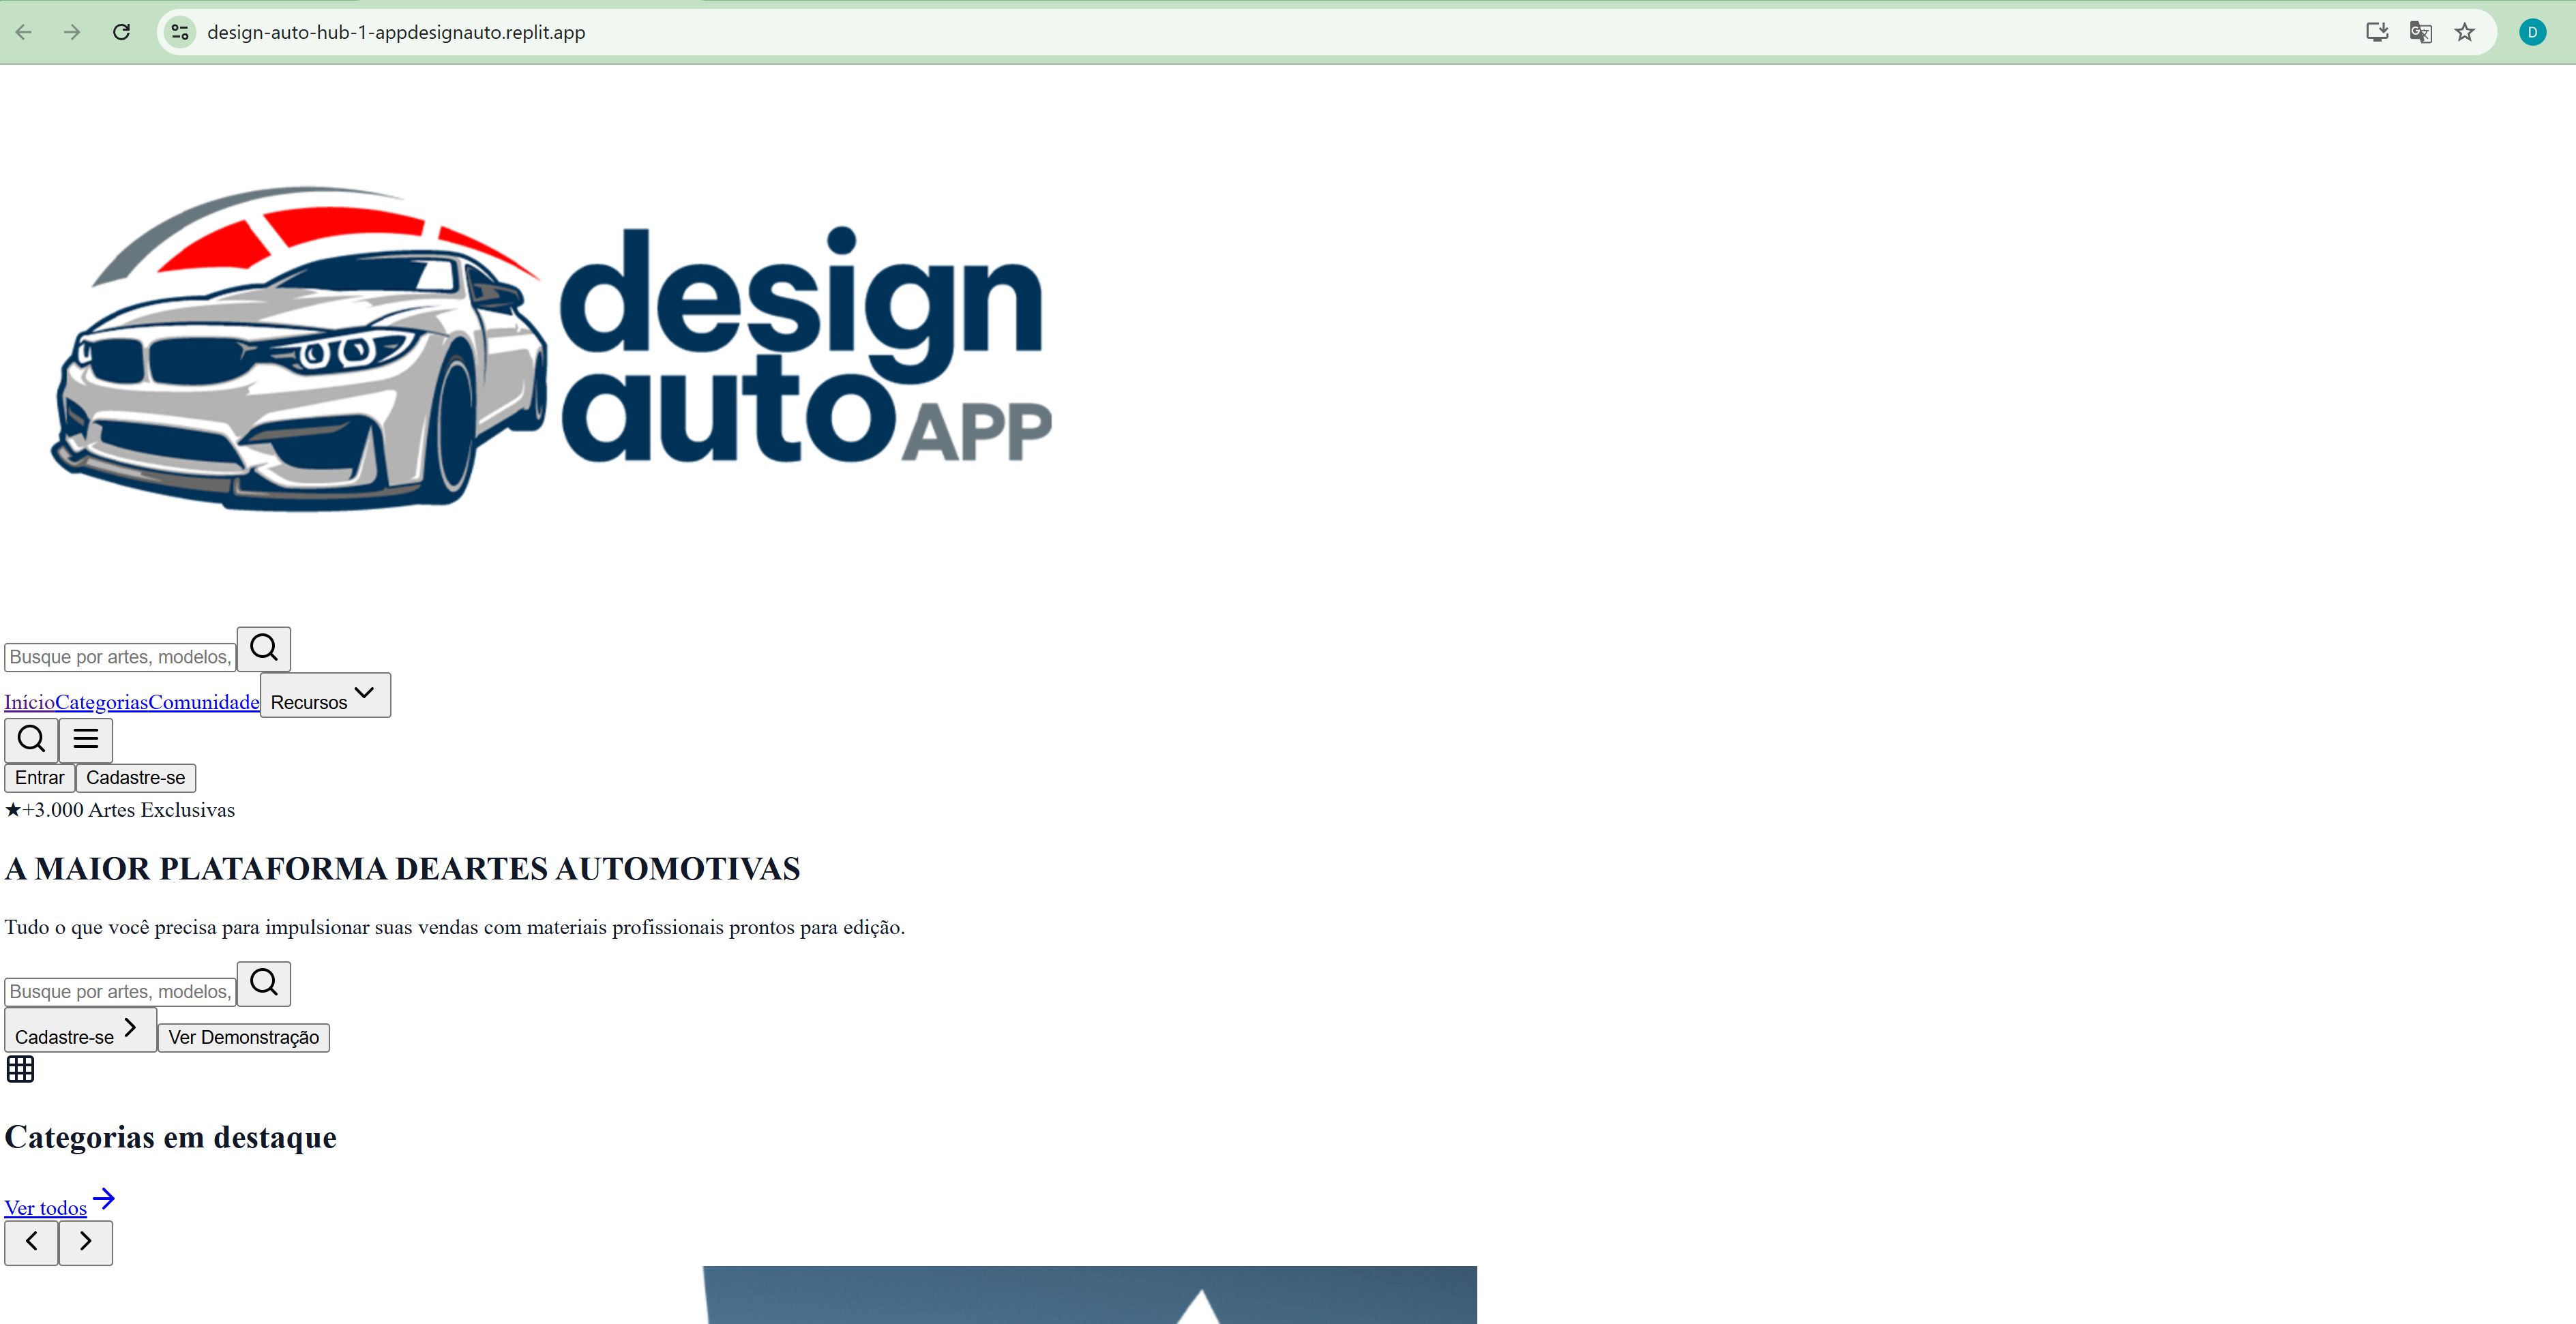 design-auto-hub-1-appdesignauto.replit.app
D
design
auto APP
Busque por artes, modelos,
InícioCategoriasComunidade Recursos
Entrar Cadastre-se
★+3.000 Artes Exclusivas
A MAIOR PLATAFORMA DEARTES AUTOMOTIVAS
Tudo o que você precisa para impulsionar suas vendas com materiais profissionais prontos para edição.
Busque por artes, modelos,
Cadastre-se Ver Demonstração
Categorias em destaque
Ver todos